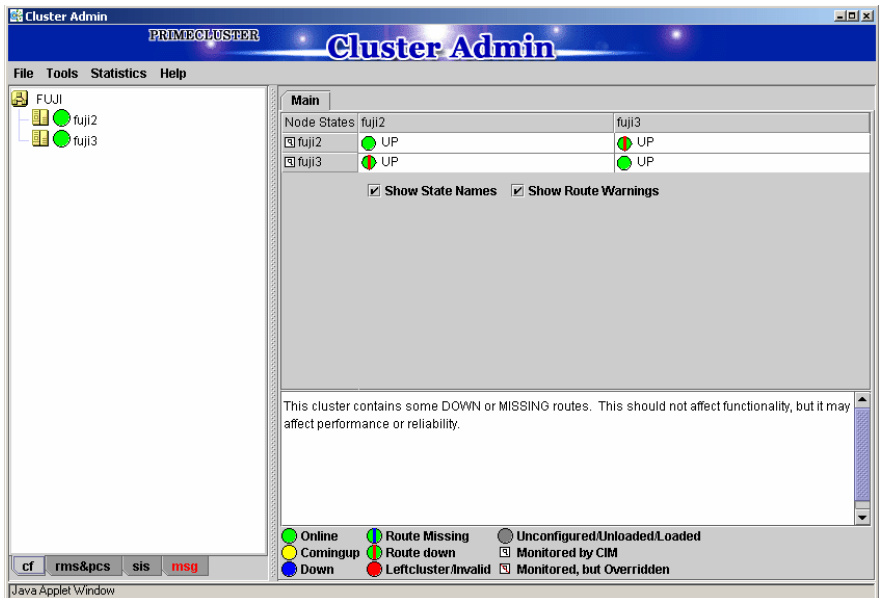 Cluster Admin
PRIMECLUSTER
Cluster Admin
File Tools Statistics Help
FUJI
fuji2
fuji3
Main
Node States fuji2 fuji3
fuji2 UP UP
fuji3 UP UP
Show State Names Show Route Warnings
This cluster contains some DOWN or MISSING routes. This should not affect functionality, but it may
affect performance or reliability.
Online Route Missing Unconfigured/Unloaded/Loaded
Comingup Route down Monitored by CIM
Down Leftcluster/Invalid Monitored, but Overridden
cf rms&pcs sis msg
Java Applet Window